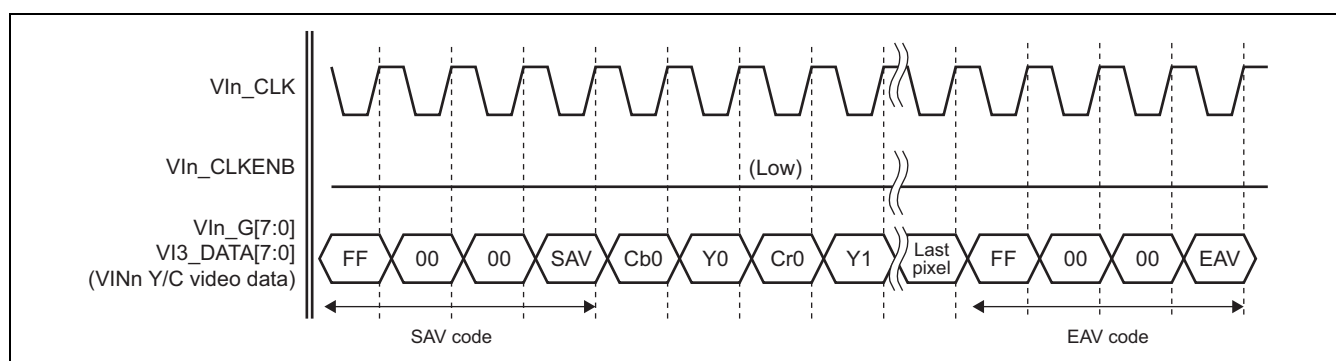 VIn_CLK
VIn_CLKENB
(Low)
VIn_G[7:0]
VI3_DATA[7:0]
(VINn Y/C video data)
FF 00 00 SAV Cb0 Y0 Cr0 Y1 Last pixel FF 00 00 EAV
SAV code EAV code